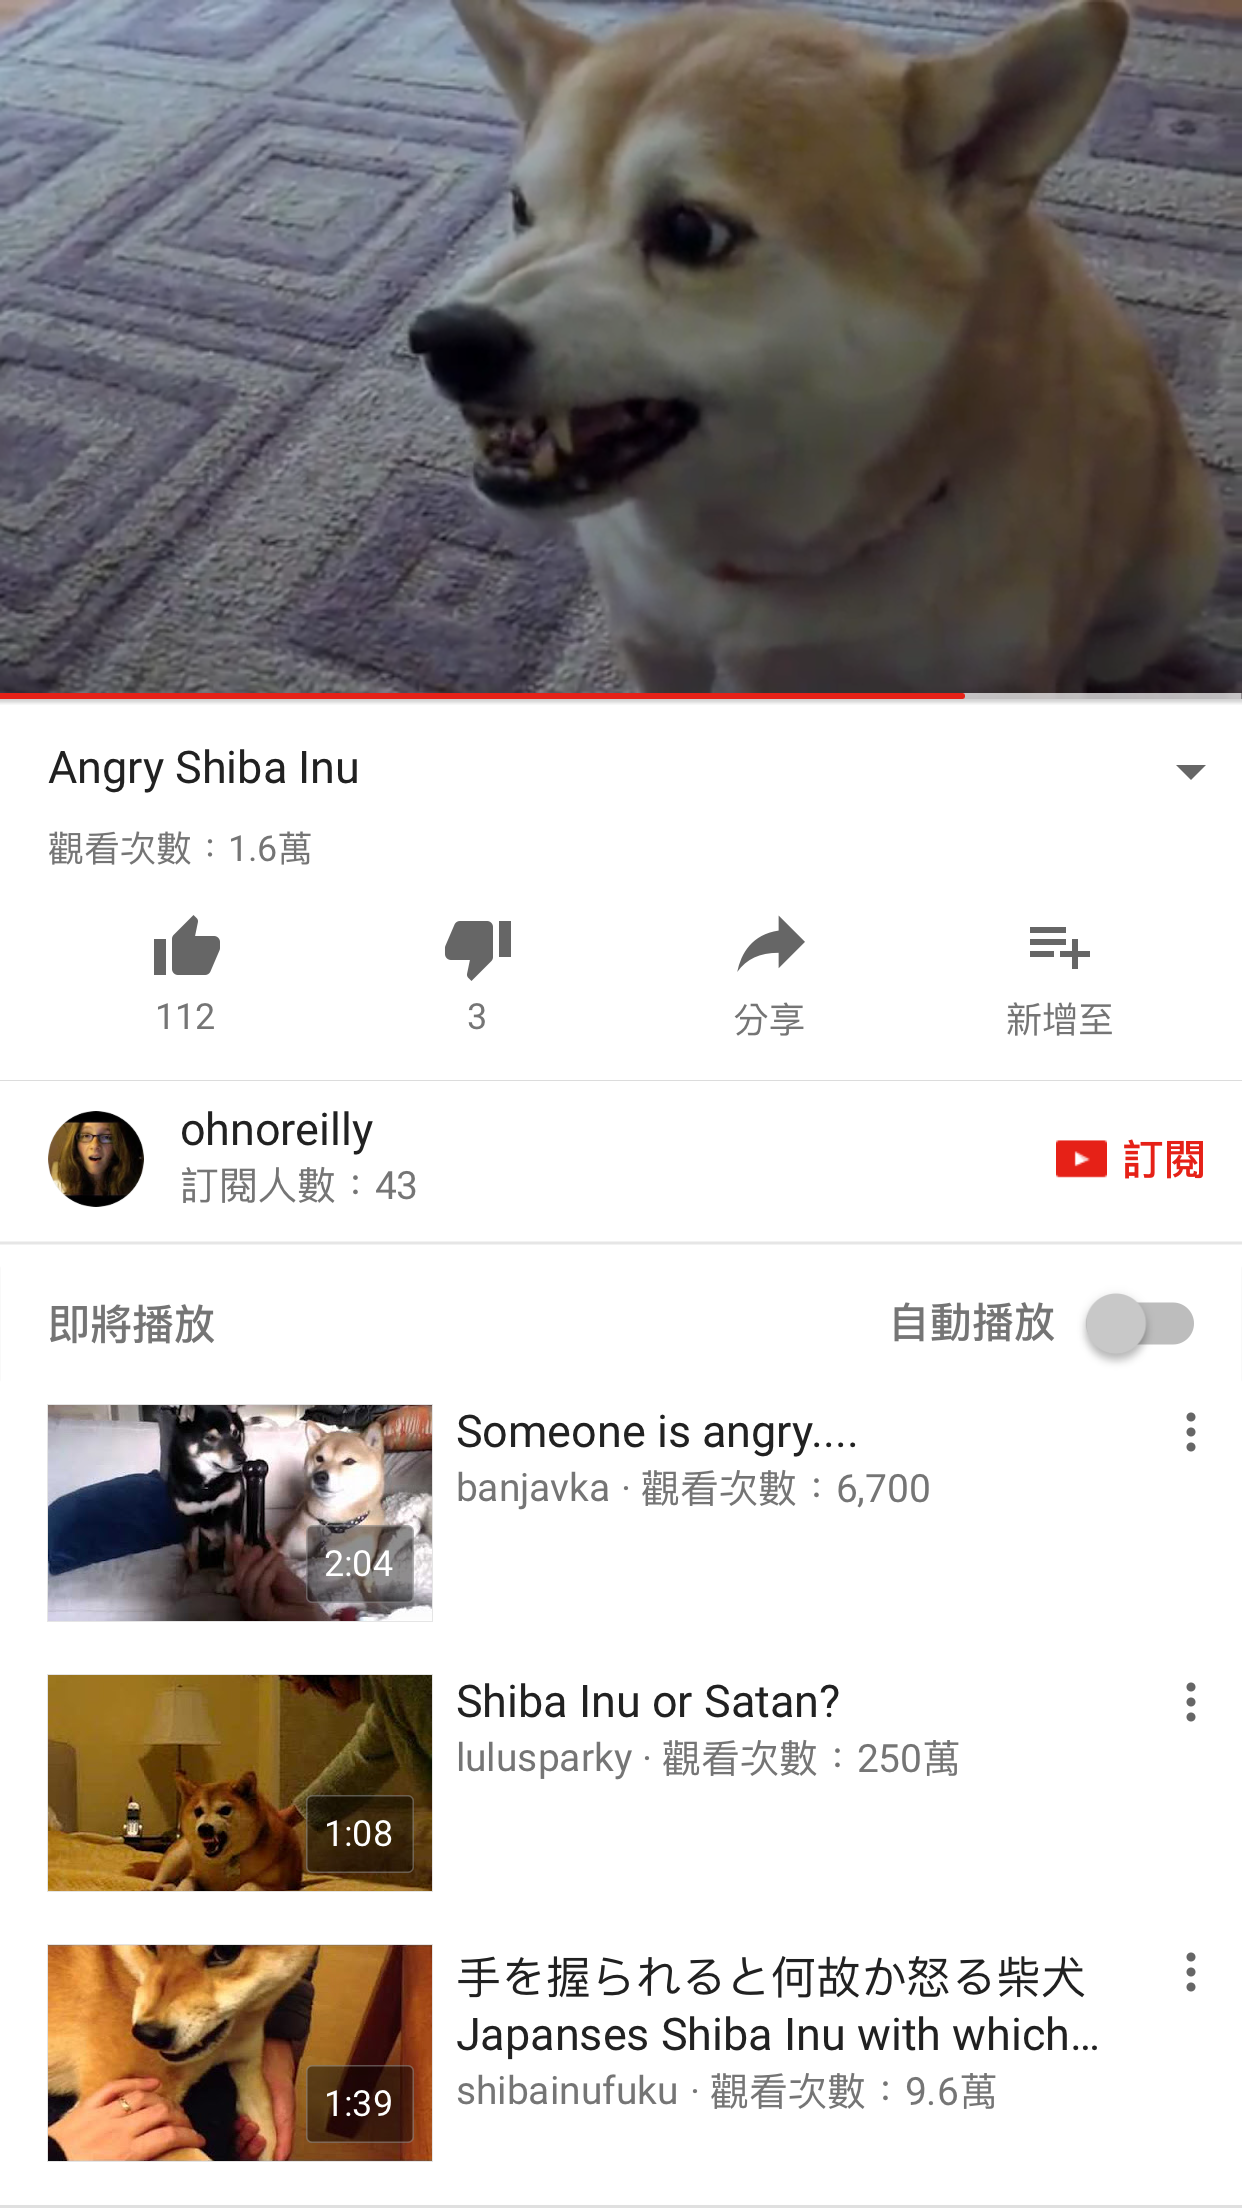 Angry Shiba Inu
觀看次數：1.6萬
112
3
分享
新增至
ohnoreilly
訂閱人數：43
訂閱
即將播放
自動播放
Someone is angry....
banjavka · 觀看次數：6,700
2:04
Shiba Inu or Satan?
lulusparky · 觀看次數：250萬
1:08
手を握られると何故か怒る柴犬
Japanses Shiba Inu with which...
shibainufuku · 觀看次數：9.6萬
1:39